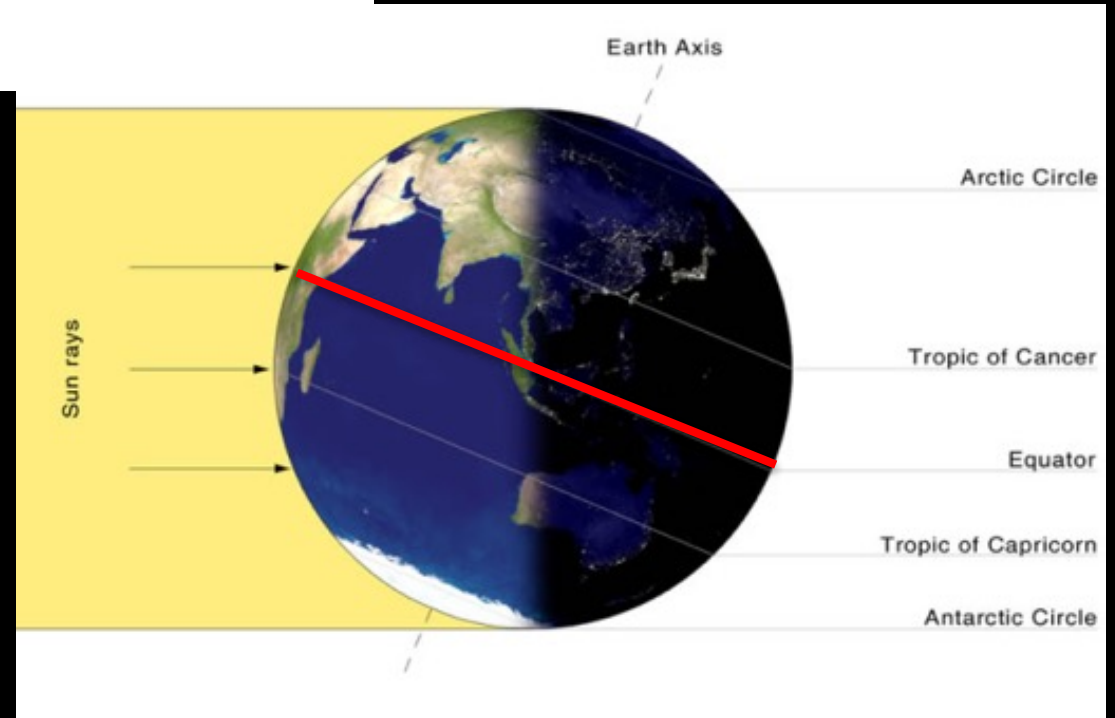 Earth Axis
Arctic Circle
Sun rays
Tropic of Cancer
Equator
Tropic of Capricorn
Antarctic Circle